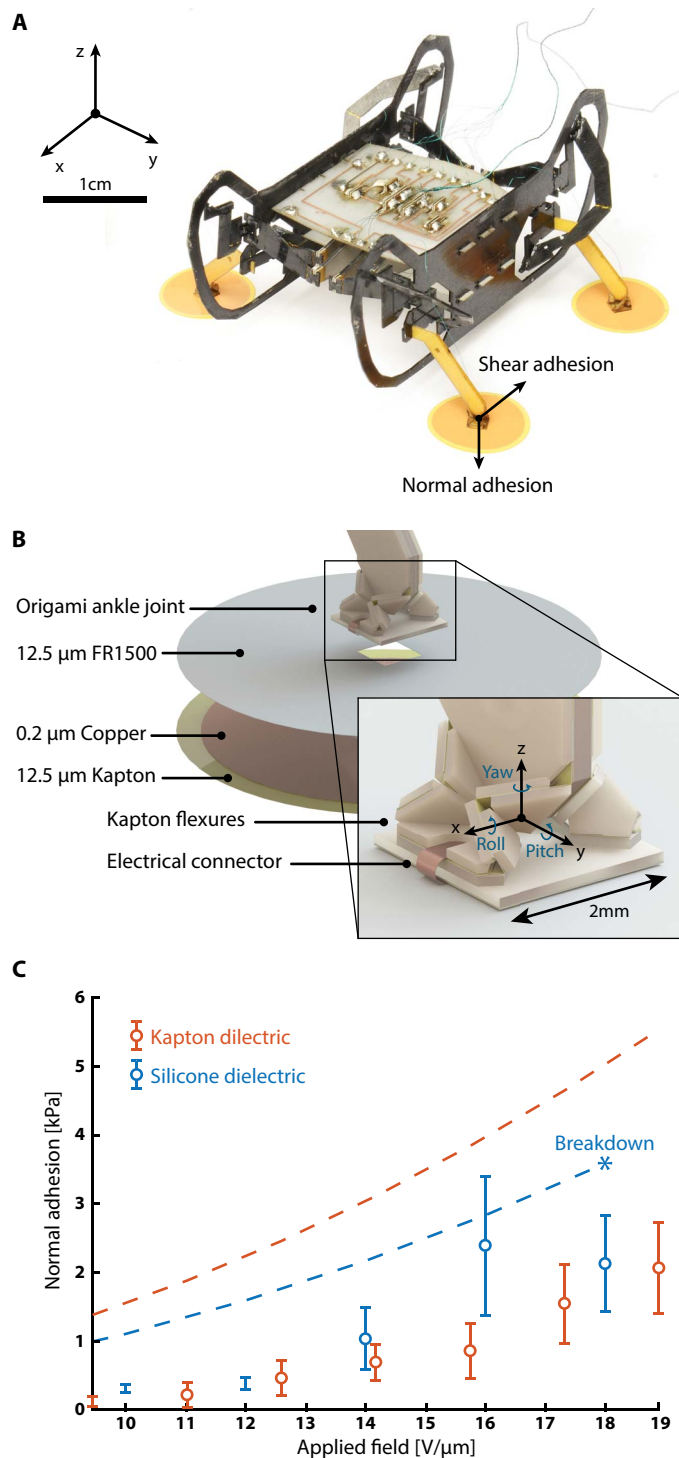 A
z
x
y
1cm
Shear adhesion
Normal adhesion
B
Origami ankle joint
12.5 µm FR1500
0.2 µm Copper
12.5 µm Kapton
Kapton flexures
Electrical connector
z
Yaw
x
Roll
Pitch
y
2mm
C
6
5
4
3
2
1
0
Normal adhesion [kPa]
Kapton dilectric
Silicone dielectric
Breakdown
10 11 12 13 14 15 16 17 18 19
Applied field [V/µm]